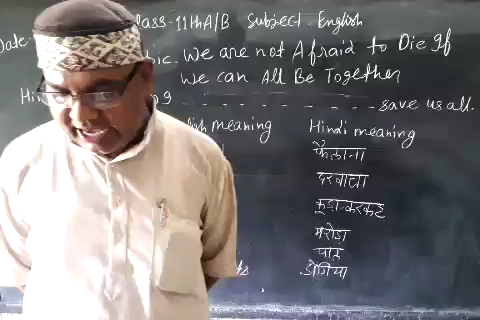 Date- Class-11th A/B Subject - English
We are not Afraid to Die If
We can All Be Together
save us all.
meaning Hindi meaning
फैलाना
दरवाचा
कूड़ा-करकट
मरोडा
पाल
डोंगिया